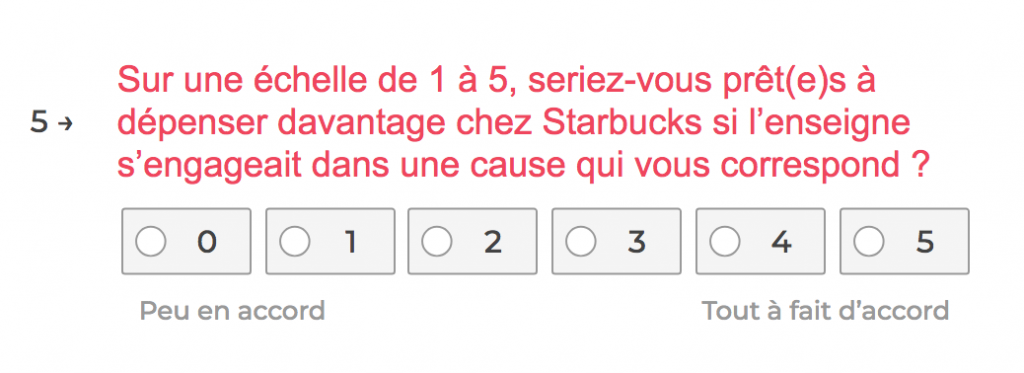 Sur une échelle de 1 à 5, seriez-vous prêt(e)s à
5 → dépenser davantage chez Starbucks si l’enseigne
s’engageait dans une cause qui vous correspond ?
0 1 2 3 4 5
Peu en accord Tout à fait d’accord